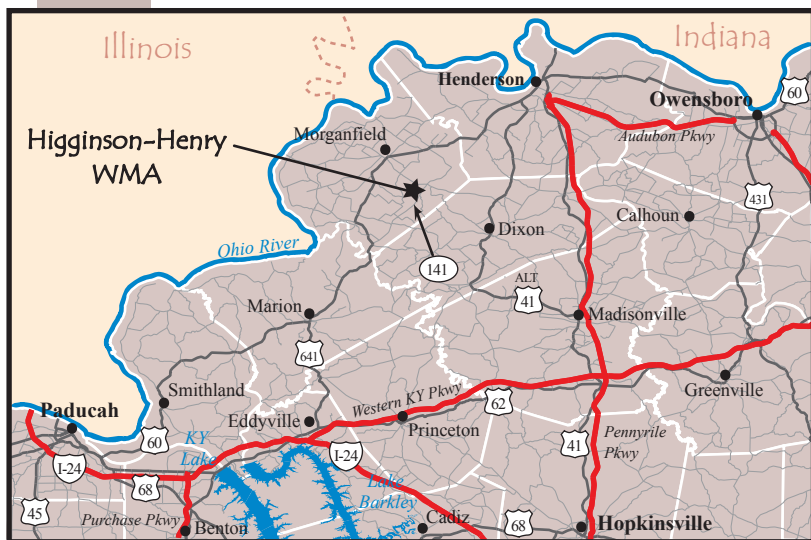 Illinois
Indiana
Henderson
60
Owensboro
Higginson-Henry
WMA
Morganfield
Audubon Pkwy
431
Calhoun
Dixon
Ohio River
141
ALT
41
Marion
Madisonville
641
Smithland
Western KY Pkwy
62
Greenville
Paducah
Eddyville
Princeton
60
KY
Lake
41
Pennyrile
Pkwy
I-24
I-24
68
Lake
Barkley
45
Purchase Pkwy
Benton
Cadiz
68
Hopkinsville